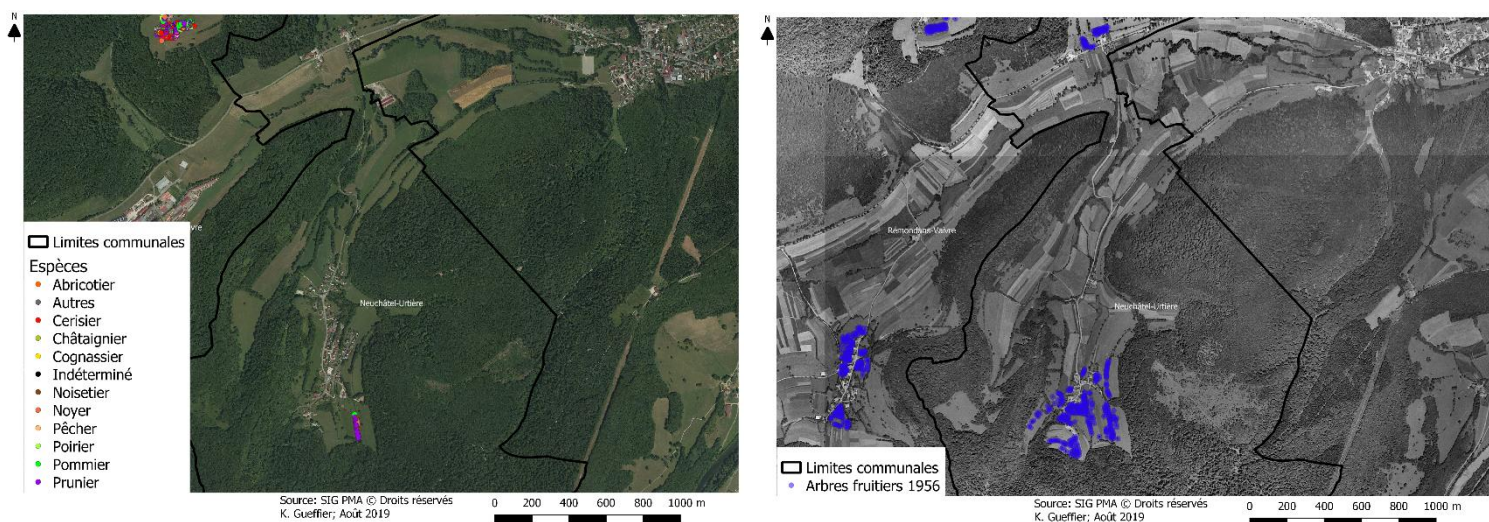 N
vre
Limites communales
Espèces
Abricotier
Autres
Cerisier
Châtaignier
Cognassier
Indéterminé
Noisetier
Noyer
Pêcher
Poirier
Pommier
Prunier
Neuchâtel-Urtière
Source: SIG PMA © Droits réservés
K. Gueffier; Août 2019
0 200 400 600 800 1000 m
N
Rémondans-Vaivre
Neuchâtel-Urtière
Limites communales
Arbres fruitiers 1956
Source: SIG PMA © Droits réservés
K. Gueffier; Août 2019
0 200 400 600 800 1000 m